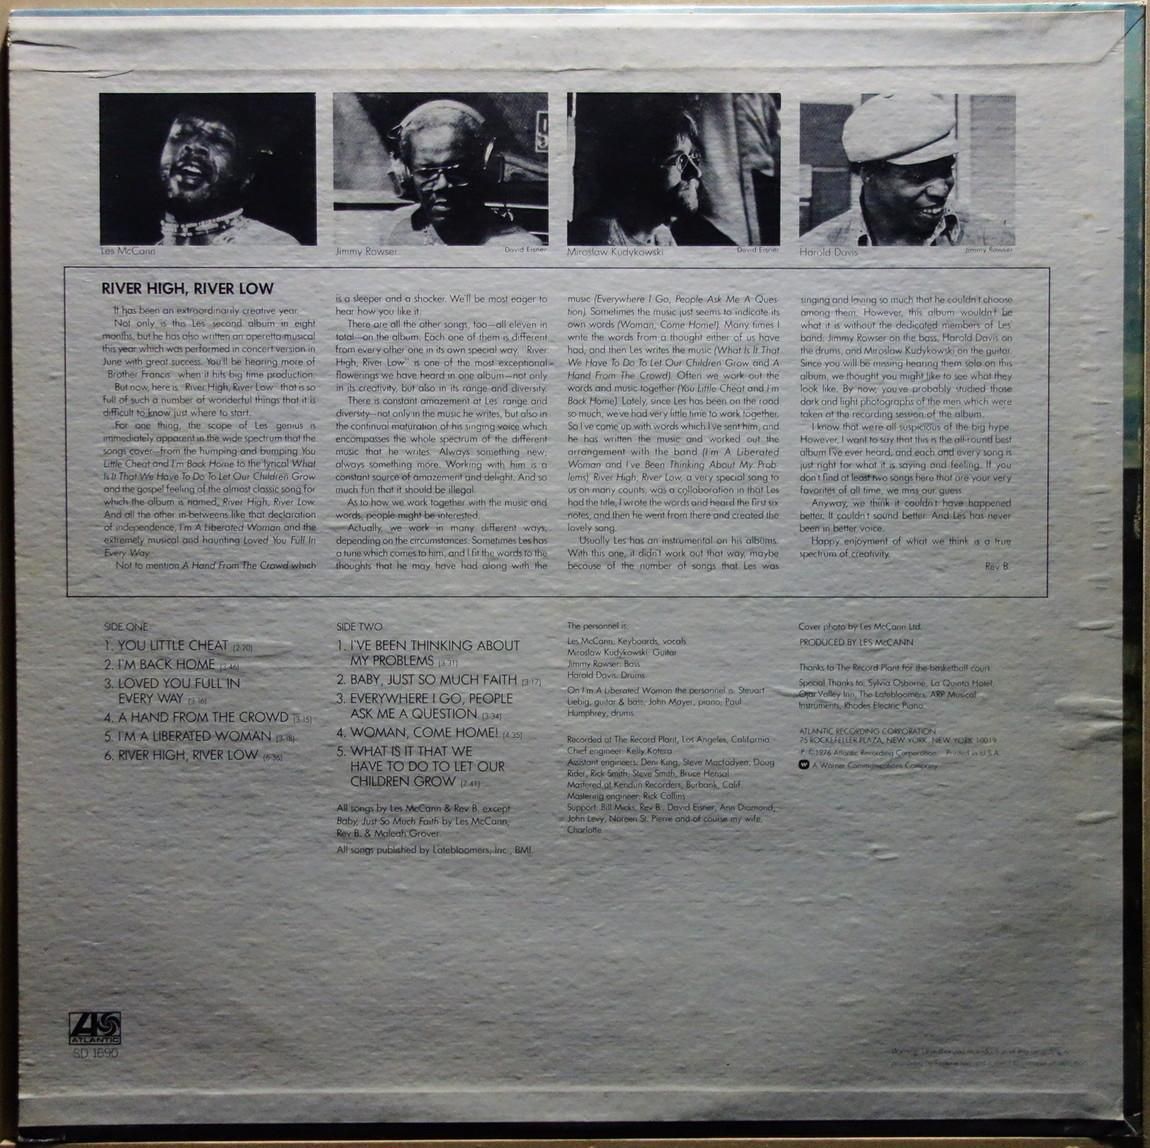 Les McCann
Jimmy Rowser
David Eisner
Miroslaw Kudykowski
David Eisner
Harold Davis
Jimmy Rowser
RIVER HIGH, RIVER LOW
It has been an extraordinarily creative year.
Not only is this Les' second album in eight
months, but he has also written an operetta-musical
this year which was performed in concert version in
June with great success. You'll be hearing more of
"Brother Francis" when it hits big time production.
But now, here is "River High, River Low" that is so
full of such a number of wonderful things that it is
difficult to know just where to start.
For one thing, the scope of Les' genius is
immediately apparent in the wide spectrum that the
songs cover—from the humping and bumping You
Little Cheat and I'm Back Home to the lyrical What
Is It That We Have To Do To Let Our Children Grow
and the gospel feeling of the almost classic song for
which the album is named, River High, River Low.
And all the other in-betweens like that declaration
of independence, I'm A Liberated Woman and the
extremely musical and haunting Loved You Full In
Every Way.
Not to mention A Hand From The Crowd which
is a sleeper and a shocker. We'll be most eager to
hear how you like it.
There are all the other songs, too—all eleven in
total—on the album. Each one of them is different
from every other one in its own special way. "River
High, River Low" is one of the most exceptional
flowerings we have heard in one album—not only
in its creativity, but also in its range and diversity.
There is constant amazement at Les' range and
diversity—not only in the music he writes, but also in
the continual maturation of his singing voice which
encompasses the whole spectrum of the different
music that he writes. Always something new;
always something more. Working with him is a
constant source of amazement and delight. And so
much fun that it should be illegal.
As to how we work together with the music and
words, people might be interested.
Actually, we work in many different ways,
depending on the circumstances. Sometimes Les has
a tune which comes to him, and I fit the words to the
thoughts that he may have had along with the
music (Everywhere I Go, People Ask Me A Ques-
tion). Sometimes the music just seems to indicate its
own words (Woman, Come Home!). Many times I
write the words from a thought either of us have
had, and then Les writes the music (What Is It That
We Have To Do To Let Our Children Grow and A
Hand From The Crowd). Often we work out the
words and music together (You Little Cheat and I'm
Back Home). Lately, since Les has been on the road
so much, we've had very little time to work together.
So I've come up with words which I've sent him, and
he has written the music and worked out the
arrangement with the band (I'm A Liberated
Woman and I've Been Thinking About My Prob-
lems). River High, River Low, a very special song to
us on many counts, was a collaboration in that Les
had the title, I wrote the words and heard the first six
notes, and then he went from there and created the
lovely song.
Usually Les has an instrumental on his albums.
With this one, it didn't work out that way, maybe
because of the number of songs that Les was
singing and loving so much that he couldn't choose
among them. However, this album wouldn't be
what it is without the dedicated members of Les'
band: Jimmy Rowser on the bass, Harold Davis on
the drums, and Miroslaw Kudykowski on the guitar.
Since you will be missing hearing them solo on this
album, we thought you might like to see what they
look like. By now, you've probably studied those
dark and light photographs of the men which were
taken at the recording session of the album.
I know that we're all suspicious of the big hype.
However, I want to say that this is the all-round best
album I've ever heard, and each and every song is
just right for what it is saying and feeling. If you
don't find at least two songs here that are your very
favorites of all time, we miss our guess.
Anyway, we think it couldn't have happened
better. It couldn't sound better. And Les has never
been in better voice.
Happy enjoyment of what we think is a true
spectrum of creativity.
Rev B.
SIDE ONE
1. YOU LITTLE CHEAT (2:20)
2. I'M BACK HOME (3:46)
3. LOVED YOU FULL IN
EVERY WAY (3:16)
4. A HAND FROM THE CROWD (3:15)
5. I'M A LIBERATED WOMAN (3:18)
6. RIVER HIGH, RIVER LOW (6:36)
SIDE TWO
1. I'VE BEEN THINKING ABOUT
MY PROBLEMS (3:31)
2. BABY, JUST SO MUCH FAITH (3:17)
3. EVERYWHERE I GO, PEOPLE
ASK ME A QUESTION (3:34)
4. WOMAN, COME HOME! (4:35)
5. WHAT IS IT THAT WE
HAVE TO DO TO LET OUR
CHILDREN GROW (2:41)
All songs by Les McCann & Rev B. except
Baby, Just So Much Faith by Les McCann,
Rev B. & Maleah Grover.
All songs published by Latebloomers, Inc., BMI.
The personnel is:
Les McCann: Keyboards, vocals
Miroslaw Kudykowski: Guitar
Jimmy Rowser: Bass
Harold Davis: Drums
On I'm A Liberated Woman the personnel is: Steuart
Liebig, guitar & bass; John Mayer, piano; Paul
Humphrey, drums.
Recorded at The Record Plant, Los Angeles, California
Chief engineer: Kelly Kotera
Assistant engineers: Deni King, Steve Maclodyen, Doug
Rider, Rick Smith, Steve Smith, Bruce Hensal
Mastered at Kendun Recorders, Burbank, Calif.
Mastering engineer: Rick Collins
Support: Bill Micks, Rev B., David Eisner, Ann Diamond,
John Levy, Noreen St. Pierre and of course my wife,
Charlotte.
Cover photo by Les McCann Ltd.
PRODUCED BY LES McCANN
Thanks to The Record Plant for the basketball court.
Special Thanks to: Sylvia Osborne, La Quinta Hotel,
Ojai Valley Inn, The Latebloomers, ARP Musical
Instruments, Rhodes Electric Piano.
ATLANTIC RECORDING CORPORATION
75 ROCKEFELLER PLAZA, NEW YORK, NEW YORK 10019
℗ ©1976 Atlantic Recording Corporation Printed in U.S.A.
A Warner Communications Company
ATLANTIC
SD 1690